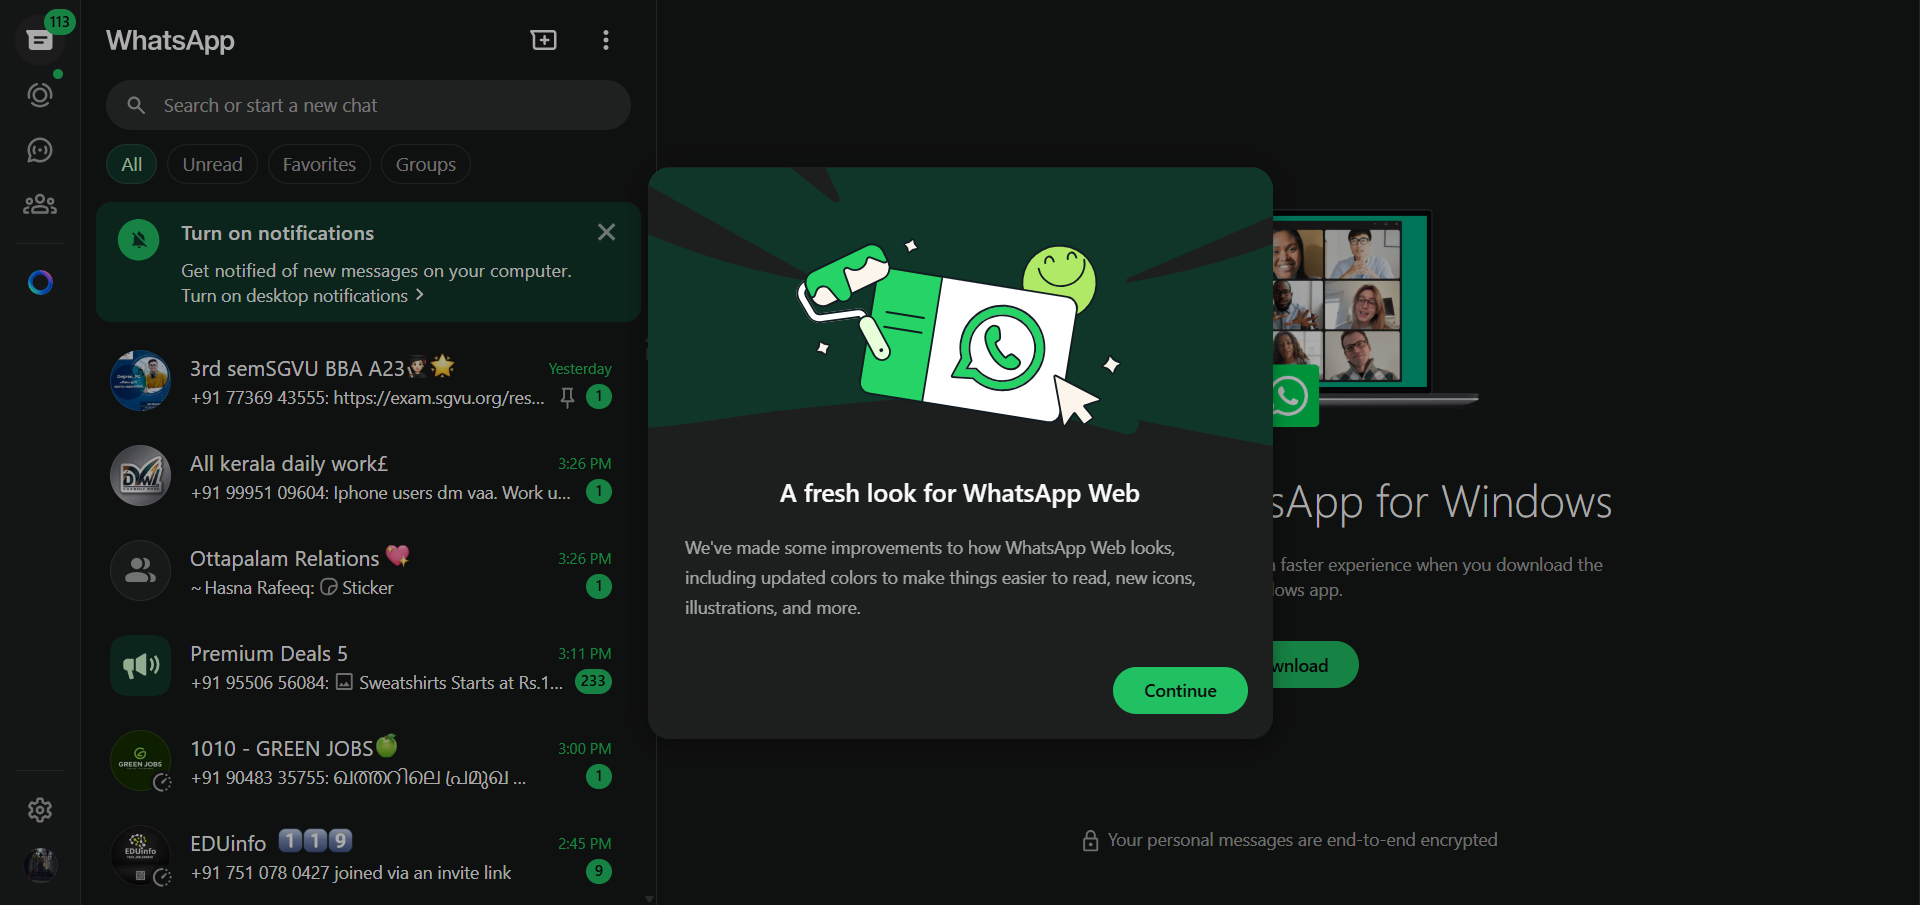 113
WhatsApp
Search or start a new chat
All
Unread
Favorites
Groups
Turn on notifications
Get notified of new messages on your computer.
Turn on desktop notifications >
3rd semSGVU BBA A23👩🏻‍🎓🌟
Yesterday
+91 77369 43555: https://exam.sgvu.org/res...
1
All kerala daily work£
3:26 PM
+91 99951 09604: Iphone users dm vaa. Work u...
1
Ottapalam Relations 💖
3:26 PM
~ Hasna Rafeeq: Sticker
1
Premium Deals 5
3:11 PM
+91 95506 56084: Sweatshirts Starts at Rs.1...
233
GREEN JOBS
1010 - GREEN JOBS🍏
3:00 PM
+91 90483 35755: ഖത്തറിലെ പ്രമുഖ ...
1
EDUinfo
EDUinfo 1️⃣1️⃣9️⃣
2:45 PM
+91 751 078 0427 joined via an invite link
9
A fresh look for WhatsApp Web
We've made some improvements to how WhatsApp Web looks,
including updated colors to make things easier to read, new icons,
illustrations, and more.
Continue
sApp for Windows
faster experience when you download the
ows app.
wnload
Your personal messages are end-to-end encrypted